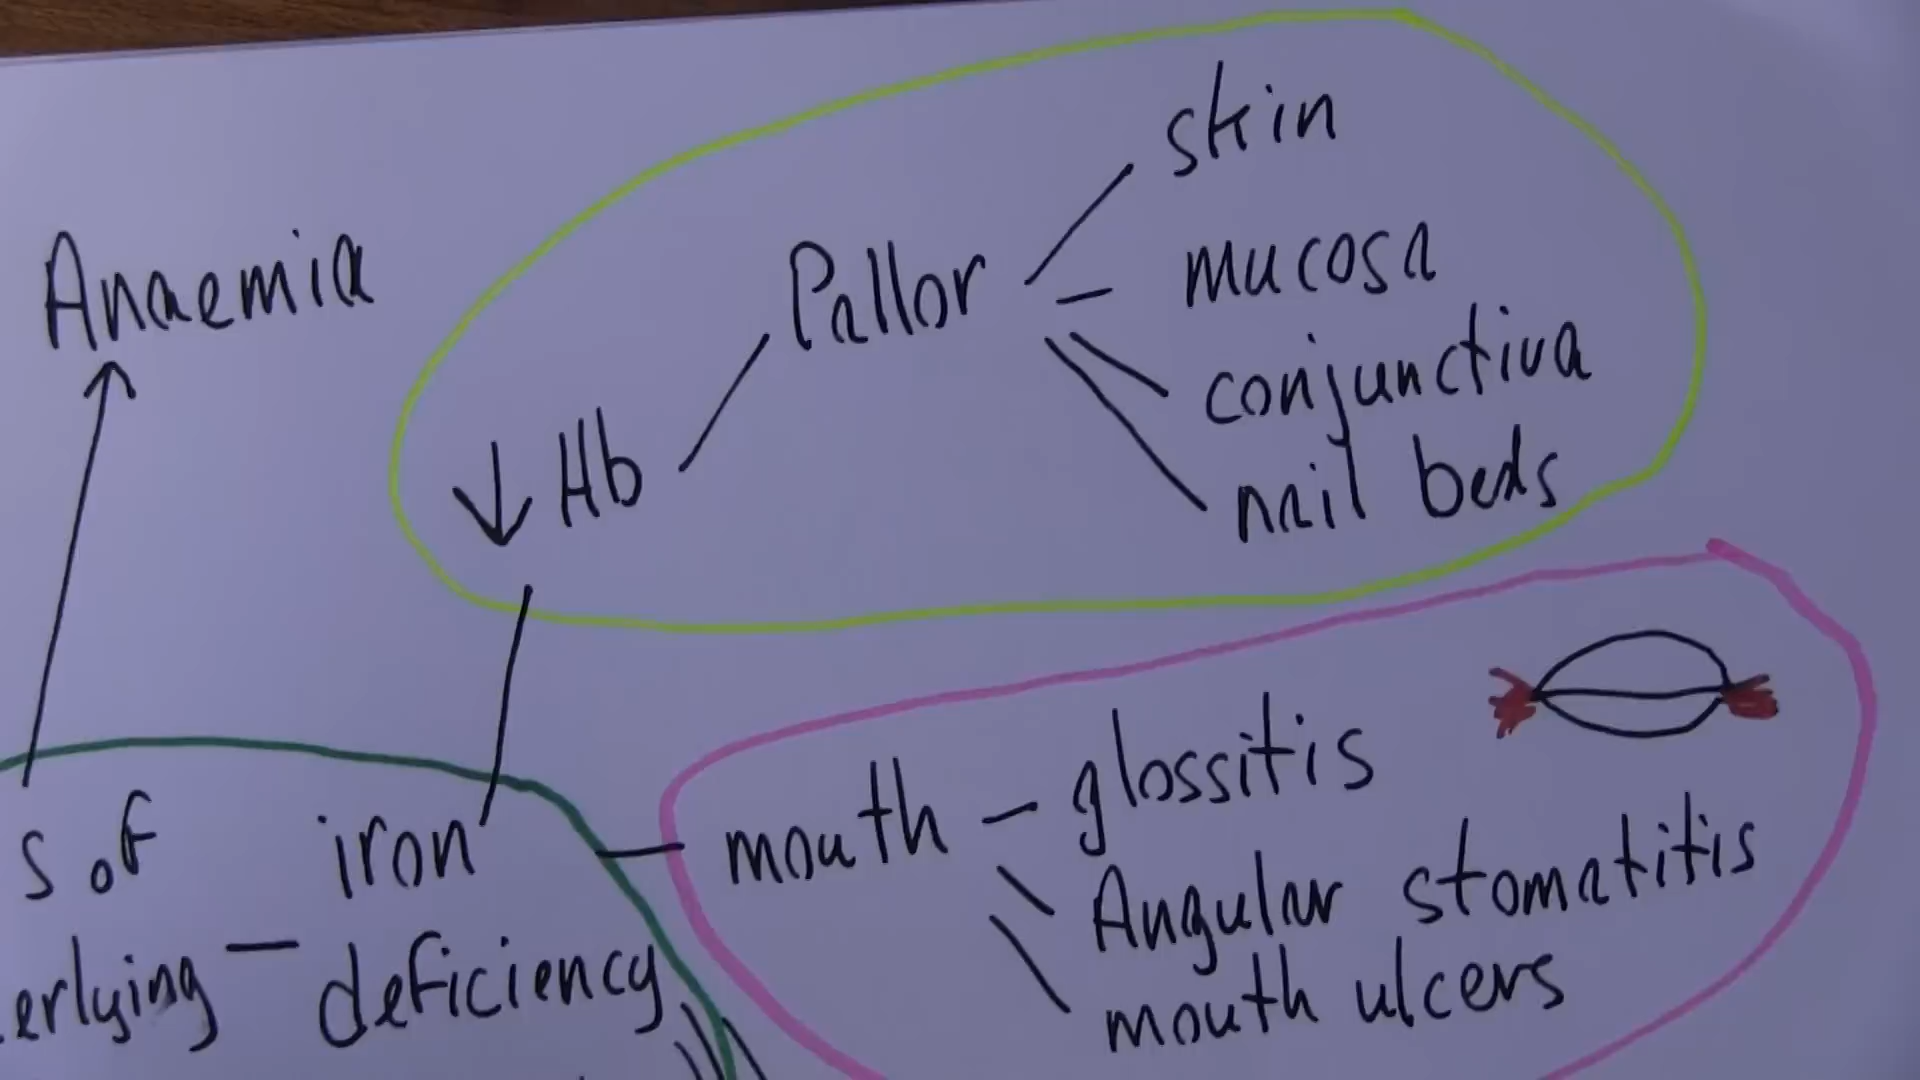 skin
Anaemia
Pallor
mucosa
conjunctiva
↓ Hb
nail beds
mouth – glossitis
s of iron
Angular stomatitis
erlying – deficiency
mouth ulcers